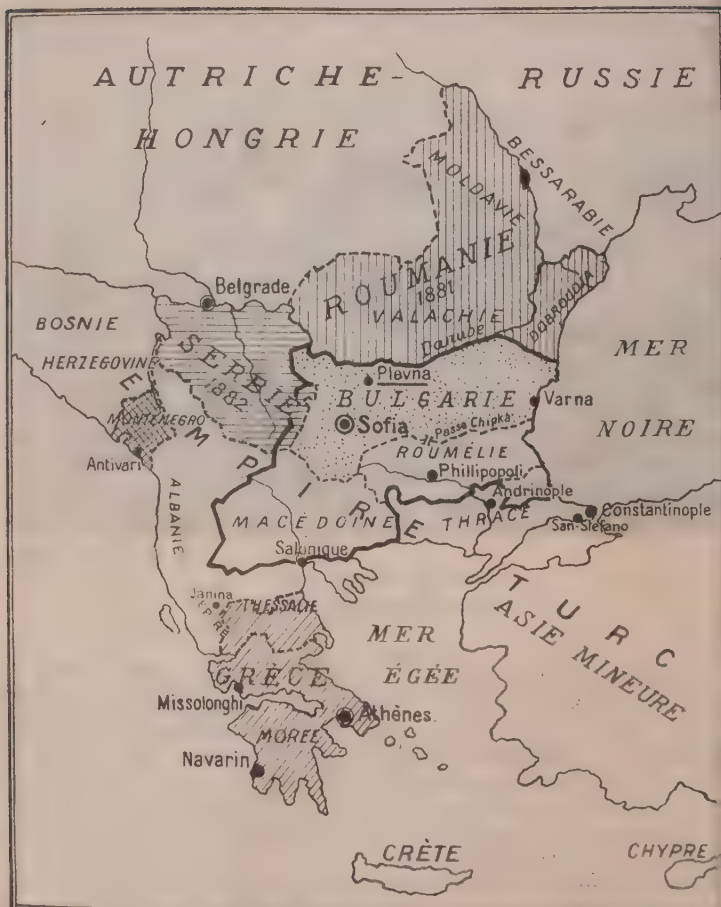 AUTRICHE-
HONGRIE
RUSSIE
BESSARABIE
MOLDAVIE
ROUMANIE
1881
VALACHIE
Danube
DOBROUDJA
Belgrade
BOSNIE
HERZEGOVINE
SERBIE
1882
MONTENEGRO
Antivari
ALBANIE
EMPIRE
Plevna
BULGARIE
Sofia
Passe Chipka
Varna
MER
NOIRE
ROUMÉLIE
Phillipopoli
Andrinople
MACEDOINE
THRACE
Constantinople
San-Stefano
Salonique
Janina
EPIRE
THESSALIE
TURC
ASIE MINEURE
MER
ÉGÉE
GRÈCE
Missolonghi
Athènes.
MORÉE
Navarin
CRÈTE
CHYPRE